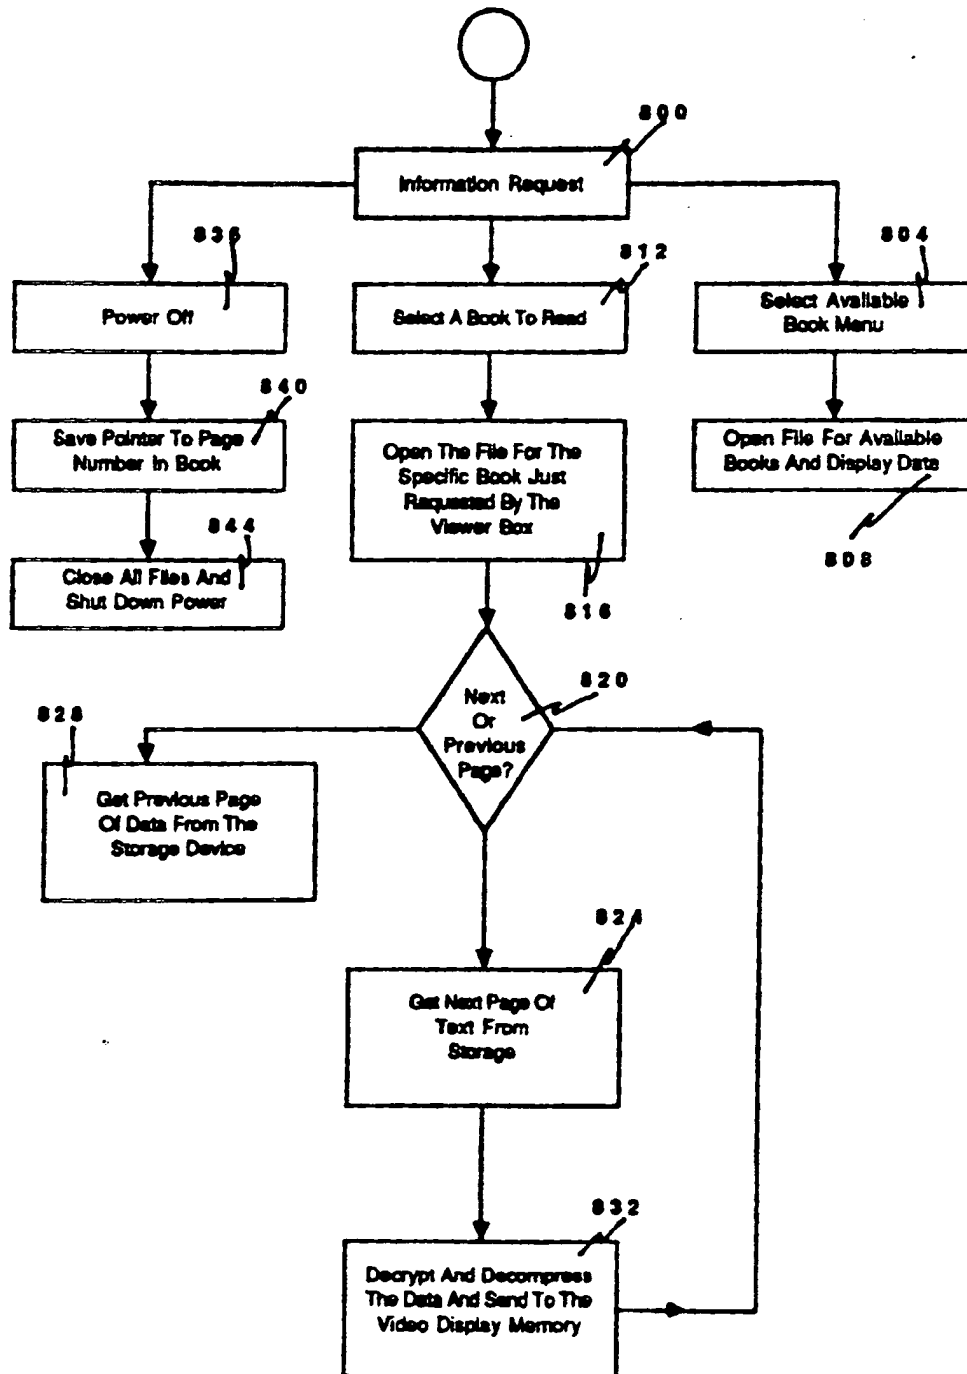 800
Information Request
836
812
804
Power Off
Select A Book To Read
Select Available
Book Menu
840
Save Pointer To Page
Number In Book
Open The File For The
Specific Book Just
Requested By The
Viewer Box
Open File For Available
Books And Display Data
844
808
Close All Files And
Shut Down Power
816
820
Next
Or
Previous
Page?
828
Get Previous Page
Of Data From The
Storage Device
824
Get Next Page Of
Text From
Storage
832
Decrypt And Decompress
The Data And Send To The
Video Display Memory